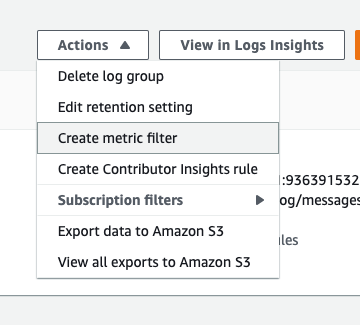 Actions ▲
View in Logs Insights
Delete log group
Edit retention setting
Create metric filter
Create Contributor Insights rule
:936391532
Subscription filters ▶
og/messages
Export data to Amazon S3
les
View all exports to Amazon S3